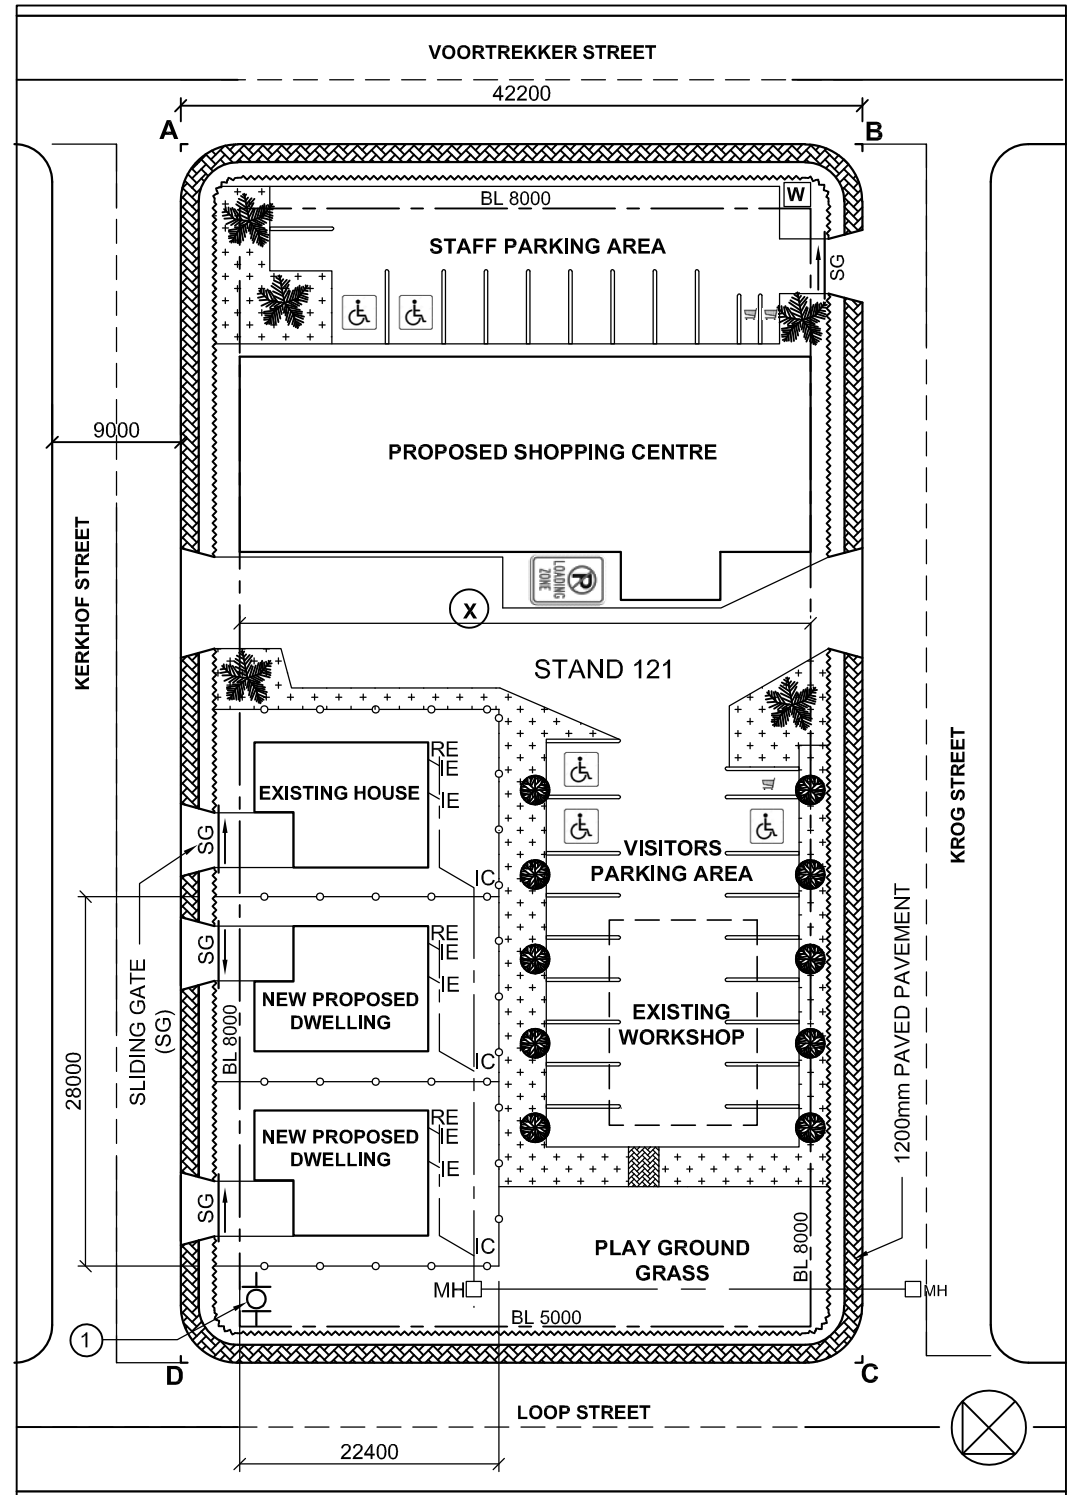 VOORTREKKER STREET
42200
A
B
BL 8000
W
STAFF PARKING AREA
SG
9000
PROPOSED SHOPPING CENTRE
KERKHOF STREET
R
LOADING
ZONE
X
STAND 121
KROG STREET
RE
IE
EXISTING HOUSE
IE
SG
VISITORS
PARKING AREA
IC
SLIDING GATE
(SG)
28000
SG
BL 8000
RE
IE
IE
NEW PROPOSED
DWELLING
IC
EXISTING
WORKSHOP
1200mm PAVED PAVEMENT
RE
IE
NEW PROPOSED
DWELLING
IE
SG
IC
PLAY GROUND
GRASS
BL 8000
MH
MH
BL 5000
1
D
C
LOOP STREET
22400